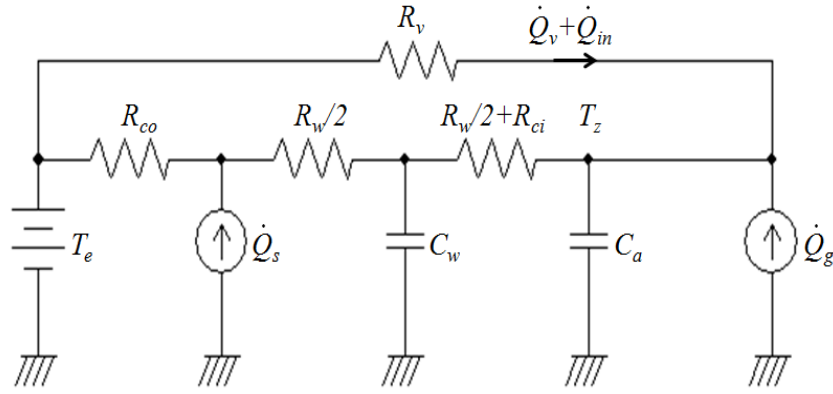 R_v
Q̇_v+Q̇_in
R_co
R_w/2
R_w/2+R_ci
T_z
T_e
Q̇_s
C_w
C_a
Q̇_g